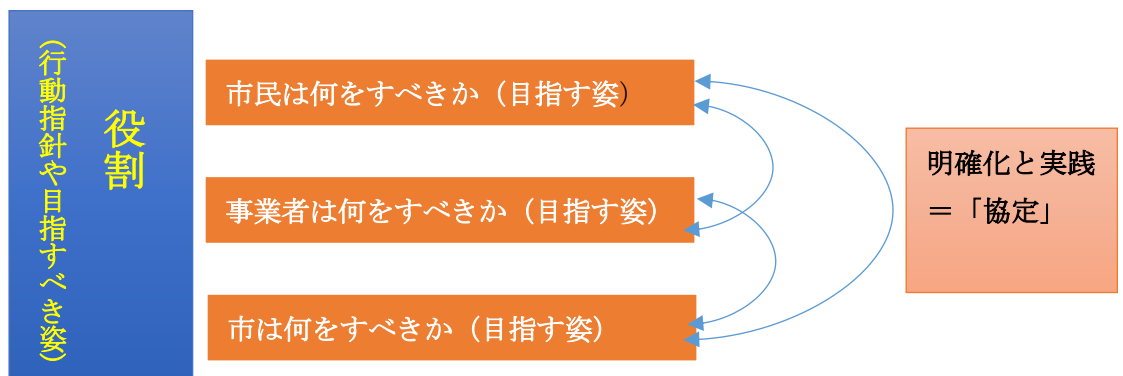 役割
（行動指針や目指すべき姿）
市民は何をすべきか（目指す姿）
事業者は何をすべきか（目指す姿）
市は何をすべきか（目指す姿）
明確化と実践
＝「協定」